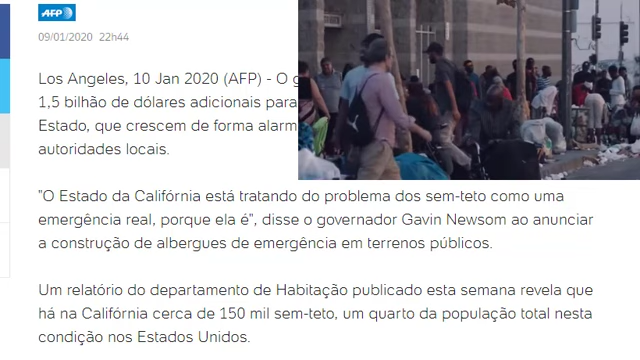 AFP
09/01/2020 22h44
Los Angeles, 10 Jan 2020 (AFP) - O
1,5 bilhão de dólares adicionais para
Estado, que crescem de forma alarm
autoridades locais.
"O Estado da Califórnia está tratando do problema dos sem-teto como uma
emergência real, porque ela é", disse o governador Gavin Newsom ao anunciar
a construção de albergues de emergência em terrenos públicos.
Um relatório do departamento de Habitação publicado esta semana revela que
há na Califórnia cerca de 150 mil sem-teto, um quarto da população total nesta
condição nos Estados Unidos.